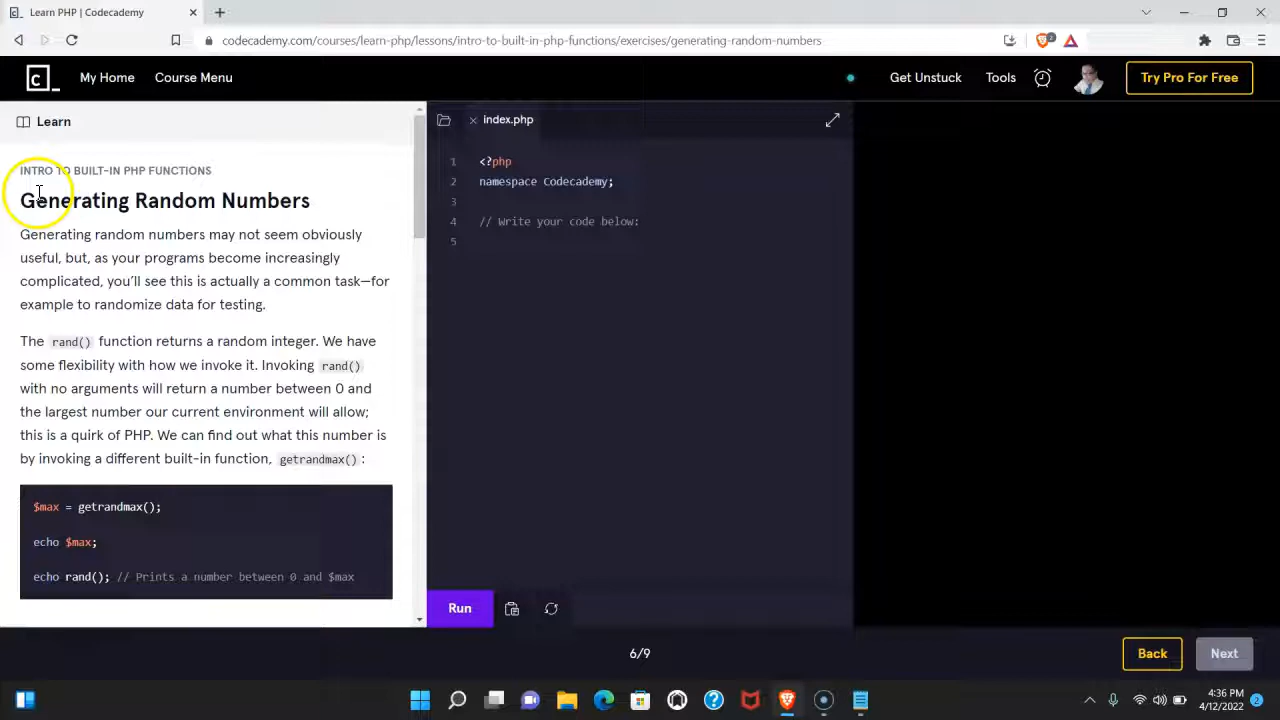 Learn PHP | Codecademy
codecademy.com/courses/learn-php/lessons/intro-to-built-in-php-functions/exercises/generating-random-numbers
2
C_
My Home
Course Menu
Get Unstuck
Tools
Try Pro For Free
Learn
INTRO TO BUILT-IN PHP FUNCTIONS
Generating Random Numbers
Generating random numbers may not seem obviously
useful, but, as your programs become increasingly
complicated, you'll see this is actually a common task—for
example to randomize data for testing.
The rand() function returns a random integer. We have
some flexibility with how we invoke it. Invoking rand()
with no arguments will return a number between 0 and
the largest number our current environment will allow;
this is a quirk of PHP. We can find out what this number is
by invoking a different built-in function, getrandmax() :
$max = getrandmax();
echo $max;
echo rand(); // Prints a number between 0 and $max
index.php
1 <?php
2 namespace Codecademy;
3
4 // Write your code below:
5
Run
6/9
Back
Next
4:36 PM
4/12/2022
2